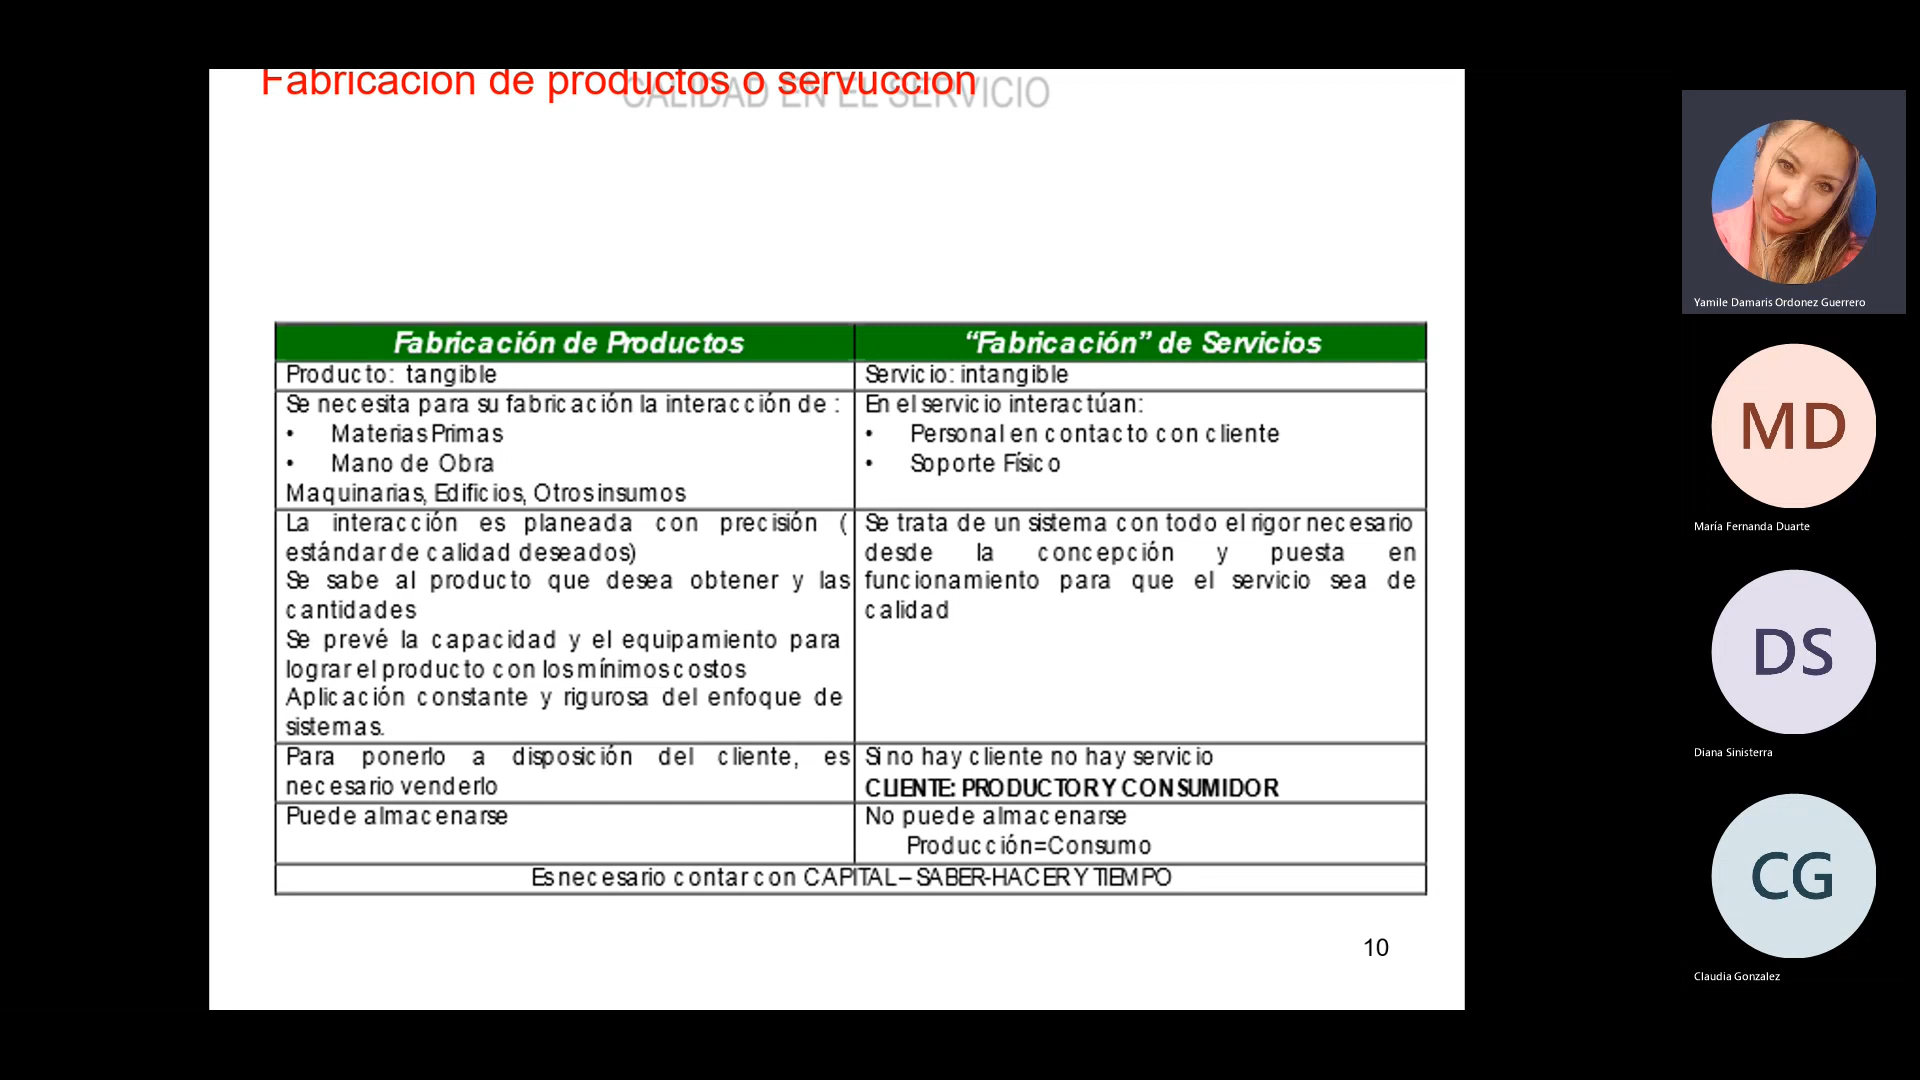 Fabricación de productos o servucción
CALIDAD EN EL SERVICIO
Fabricación de Productos
“Fabricación” de Servicios
Producto: tangible
Servicio: intangible
Se necesita para su fabricación la interacción de :
• Materias Primas
• Mano de Obra
Maquinarias, Edificios, Otros insumos
En el servicio interactúan:
• Personal en contacto con cliente
• Soporte Físico
La interacción es planeada con precisión (
estándar de calidad deseados)
Se sabe al producto que desea obtener y las
cantidades
Se prevé la capacidad y el equipamiento para
lograr el producto con los mínimos costos
Aplicación constante y rigurosa del enfoque de
sistemas.
Se trata de un sistema con todo el rigor necesario
desde la concepción y puesta en
funcionamiento para que el servicio sea de
calidad
Para ponerlo a disposición del cliente, es
necesario venderlo
Si no hay cliente no hay servicio
CLIENTE: PRODUCTOR Y CONSUMIDOR
Puede almacenarse
No puede almacenarse
Producción=Consumo
Es necesario contar con CAPITAL – SABER-HACER Y TIEMPO
10
Yamile Damaris Ordonez Guerrero
MD
María Fernanda Duarte
DS
Diana Sinisterra
CG
Claudia Gonzalez